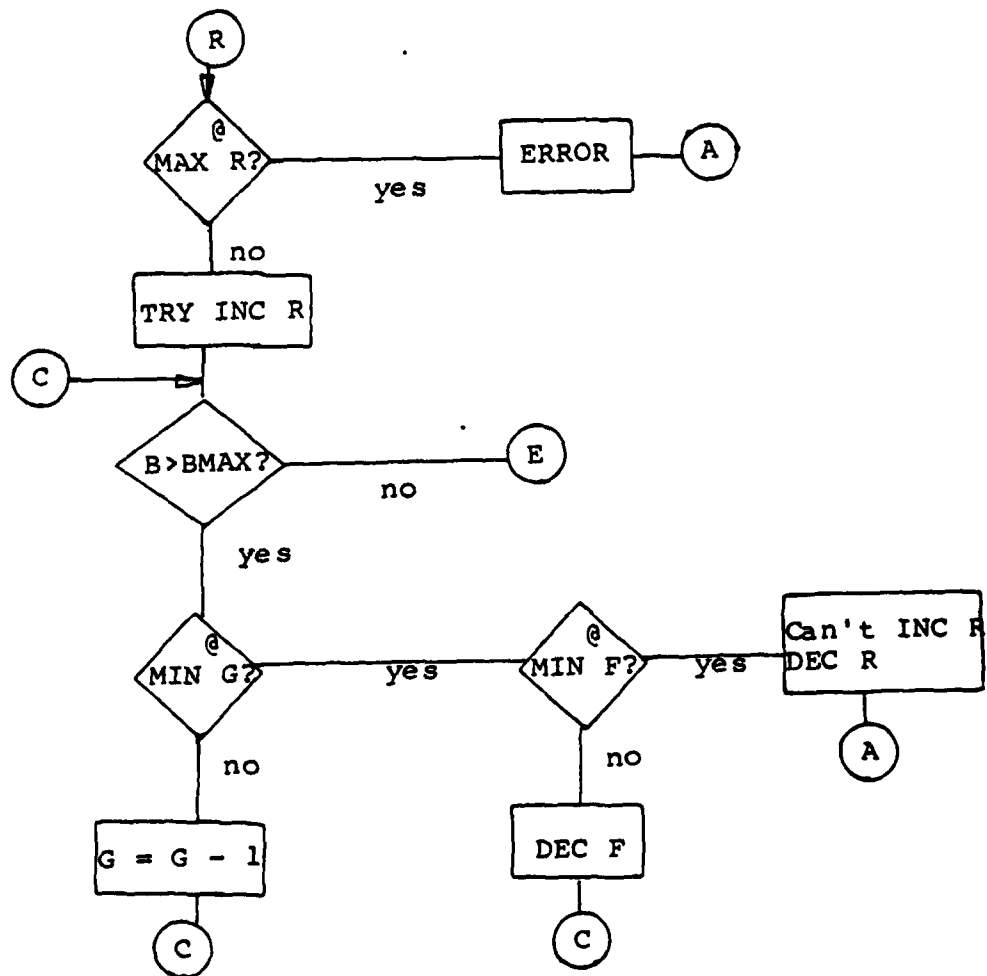 R
@
MAX R?
yes
ERROR
A
no
TRY INC R
C
B>BMAX?
no
E
yes
@
MIN G?
yes
@
MIN F?
yes
Can't INC R
DEC R
A
no
G = G - 1
C
no
DEC F
C